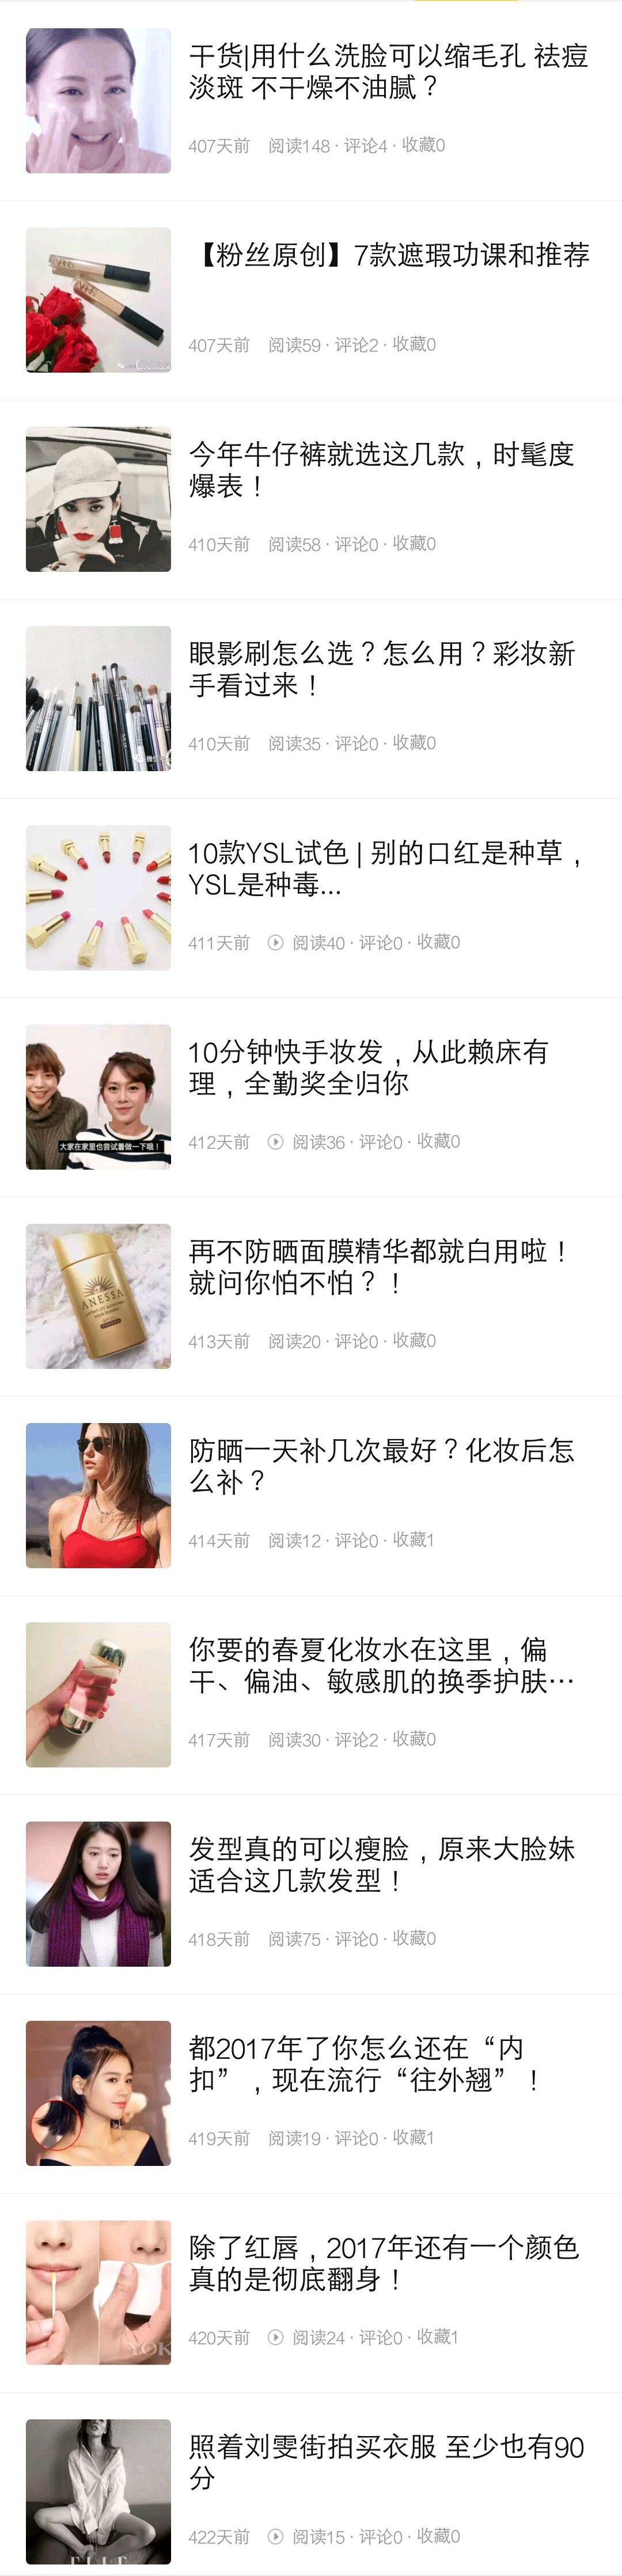 干货|用什么洗脸可以缩毛孔 祛痘
淡斑 不干燥不油腻？
407天前 阅读148 · 评论4 · 收藏0
【粉丝原创】7款遮瑕功课和推荐
407天前 阅读59 · 评论2 · 收藏0
今年牛仔裤就选这几款，时髦度
爆表！
410天前 阅读58 · 评论0 · 收藏0
眼影刷怎么选？怎么用？彩妆新
手看过来！
410天前 阅读35 · 评论0 · 收藏0
10款YSL试色 | 别的口红是种草，
YSL是种毒...
411天前 阅读40 · 评论0 · 收藏0
10分钟快手妆发，从此赖床有
理，全勤奖全归你
大家在家里也尝试着做一下哦！
412天前 阅读36 · 评论0 · 收藏0
再不防晒面膜精华都就白用啦！
就问你怕不怕？！
ANESSA
413天前 阅读20 · 评论0 · 收藏0
防晒一天补几次最好？化妆后怎
么补？
414天前 阅读12 · 评论0 · 收藏1
你要的春夏化妆水在这里，偏
干、偏油、敏感肌的换季护肤…
417天前 阅读30 · 评论2 · 收藏0
发型真的可以瘦脸，原来大脸妹
适合这几款发型！
418天前 阅读75 · 评论0 · 收藏0
都2017年了你怎么还在“内
扣”，现在流行“往外翘”！
419天前 阅读19 · 评论0 · 收藏1
除了红唇，2017年还有一个颜色
真的是彻底翻身！
YOK
420天前 阅读24 · 评论0 · 收藏1
照着刘雯街拍买衣服 至少也有90
分
422天前 阅读15 · 评论0 · 收藏0
ELLE